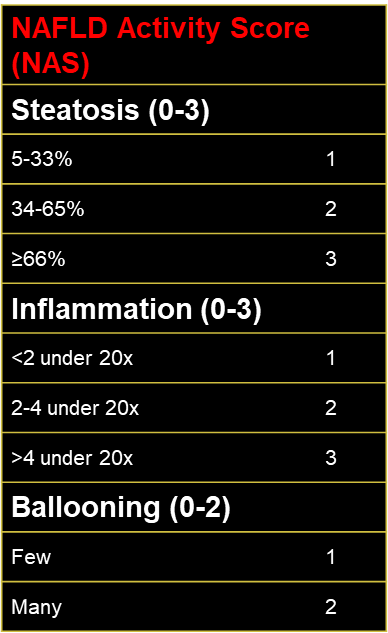 NAFLD Activity Score
(NAS)
Steatosis (0-3)
5-33% 1
34-65% 2
≥66% 3
Inflammation (0-3)
<2 under 20x 1
2-4 under 20x 2
>4 under 20x 3
Ballooning (0-2)
Few 1
Many 2